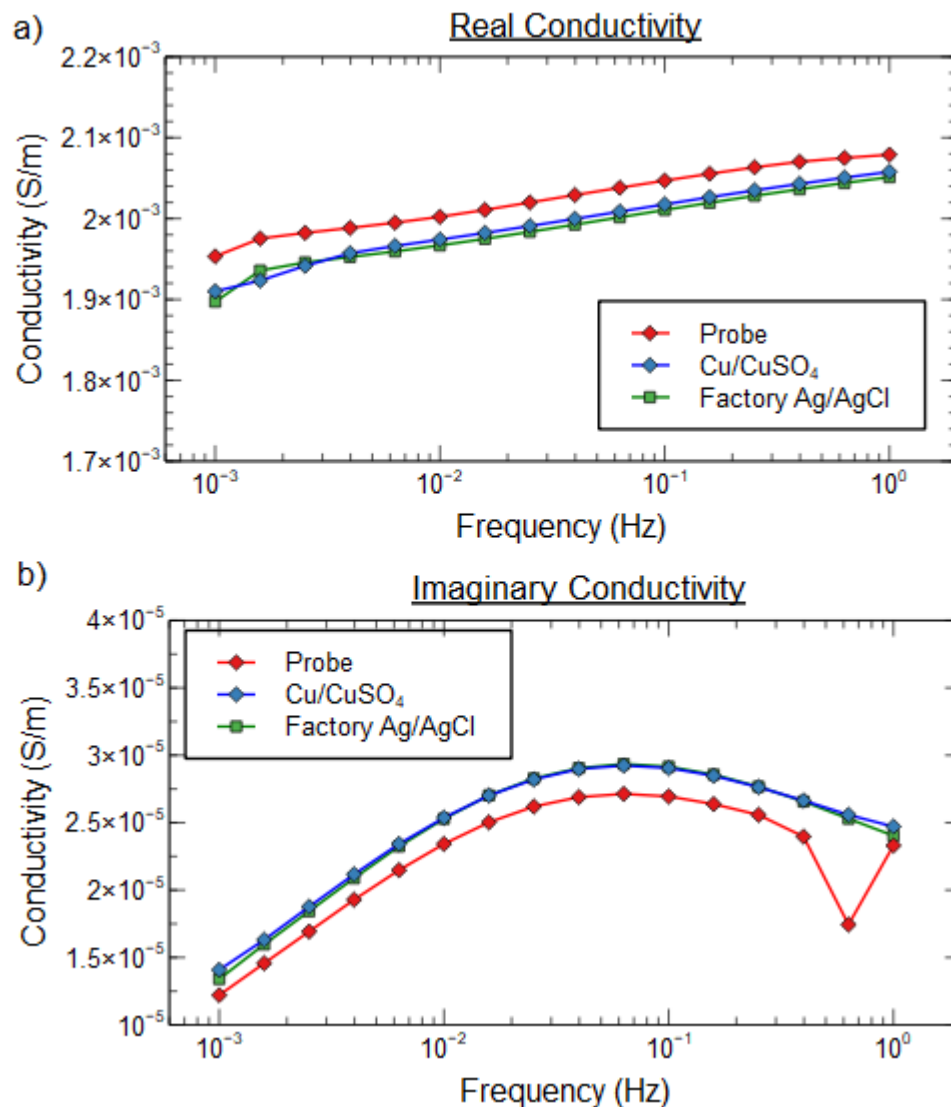 a)
Real Conductivity
2.2×10⁻³
2.1×10⁻³
2×10⁻³
1.9×10⁻³
1.8×10⁻³
1.7×10⁻³
Conductivity (S/m)
Probe
Cu/CuSO₄
Factory Ag/AgCl
10⁻³ 10⁻² 10⁻¹ 10⁰
Frequency (Hz)
b)
Imaginary Conductivity
4×10⁻⁵
3.5×10⁻⁵
3×10⁻⁵
2.5×10⁻⁵
2×10⁻⁵
1.5×10⁻⁵
10⁻⁵
Conductivity (S/m)
Probe
Cu/CuSO₄
Factory Ag/AgCl
10⁻³ 10⁻² 10⁻¹ 10⁰
Frequency (Hz)